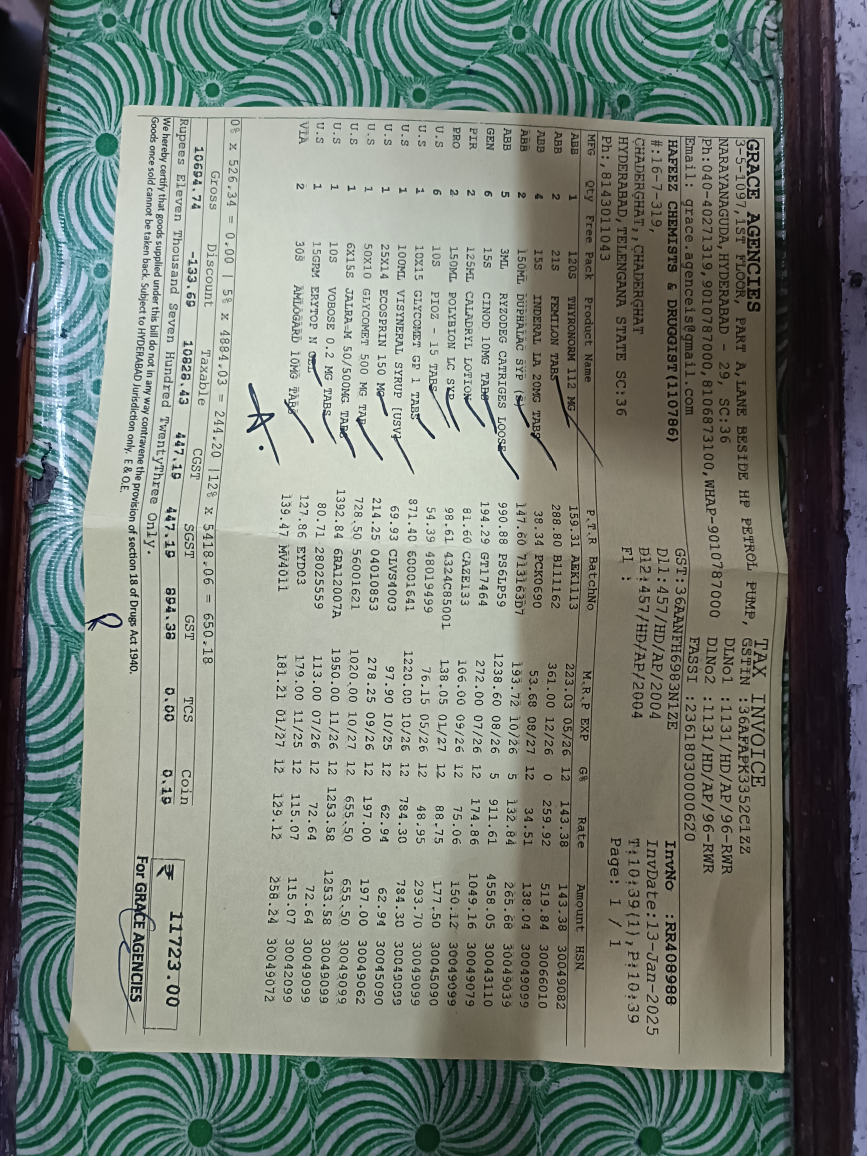 GRACE AGENCIES TAX INVOICE
3-5-1097,1ST FLOOR, PART A,LANE BESIDE HP PETROL PUMP, GSTIN :36AFAPK3352C1ZZ
NARAYANAGUDA,HYDERABAD - 29, SC:36 DLNo1 :1131/HD/AP/96-RWR
Ph:040-40271319,9010787000,8106873100,WHAP-9010787000 DlNo2 :1131/HD/AP/96-RWR
Email: grace.agenceis@gmail.com FASSI :23618030000620
HAFEEZ CHEMISTS & DRUGGIST(110786) GST:36AANFH6983N1ZE InvNo :RR408988
#:16-7-319, Dl1:457/HD/AP/2004 InvDate:13-Jan-2025
CHADERGHAT,,CHADERGHAT Dl2:457/HD/AP/2004 T:10:39(1),P:10:39
HYDERABAD,TELENGANA STATE SC:36 Fl : Page: 1 / 1
Ph:,8143011043
MFG Qty Free Pack Product Name P.T.R BatchNo M.R.P EXP G% Rate Amount HSN
ABB 1 120S THYRONORM 112 MG 159.31 AEK1113 223.03 05/26 12 143.38 143.38 30049082
ABB 2 21S FEMILON TABS 288.80 B111162 361.00 12/26 0 259.92 519.84 30066010
ABB 4 15S INDERAL LA 20MG TABS 38.34 PCK0690 53.68 08/27 12 34.51 138.04 30049099
ABB 2 150ML DUPHALAC SYP (S) 147.60 713163D7 193.72 10/26 5 132.84 265.68 30049039
ABB 5 3ML RYZODEG CATRIGES LOOSE 990.88 PS6LP59 1238.60 08/26 5 911.61 4558.05 30043110
GEN 6 15S CINOD 10MG TABS 194.29 GT17464 272.00 07/26 12 174.86 1049.16 30049079
PIR 2 125ML CALADRYL LOTION 81.60 CAZE133 106.00 09/26 12 75.06 150.12 30049099
PRO 2 150ML POLYBION LC SYP 98.61 4324G85001 138.05 01/27 12 88.75 177.50 30045090
U.S 6 10S PIO2 - 15 TABS 54.39 48019499 76.15 05/26 12 48.95 293.70 30049099
U.S 1 10X15 GLYCOMET GP 1 TABS 871.40 60001641 1220.00 10/26 12 784.30 784.30 30049099
U.S 1 100ML VISYNERAL SYRUP [USV] 69.93 CZVS4003 97.90 10/25 12 62.94 62.94 30045090
U.S 1 25X14 ECOSPRIN 150 MG 214.25 04010853 278.25 09/26 12 197.00 197.00 30049062
U.S 1 50X10 GLYCOMET 500 MG TAB 728.50 56001621 1020.00 10/27 12 655.50 655.50 30049099
U.S 1 6X15S JALRA-M 50/500MG TABS 1392.84 6BA12007A 1950.00 11/26 12 1253.58 1253.58 30049099
U.S 1 10S VOBOSE 0.2 MG TABS 80.71 28025559 113.00 07/26 12 72.64 72.64 30049099
U.S 1 15GRM ERYTOP N GEL 127.86 EYD03 179.00 11/25 12 115.07 115.07 30042099
VIA 2 30S AMLOGARD 10MG TABS 139.47 MV4011 181.21 01/27 12 129.12 258.24 30049072
A.
0% x 526.34 = 0.00 | 5% x 4884.03 = 244.20 |12% x 5418.06 = 650.18
Gross Discount Taxable CGST SGST GST TCS Coin
10694.74 -133.69 10828.43 447.19 447.19 894.38 0.00 0.19 ₹ 11723.00
Rupees Eleven Thousand Seven Hundred TwentyThree Only.
We hereby certify that goods supplied under this bill do not in any way contravene the provision of section 18 of Drugs Act 1940.
Goods once sold cannot be taken back. Subject to HYDERABAD Jurisdiction only. E & O.E.
For GRACE AGENCIES